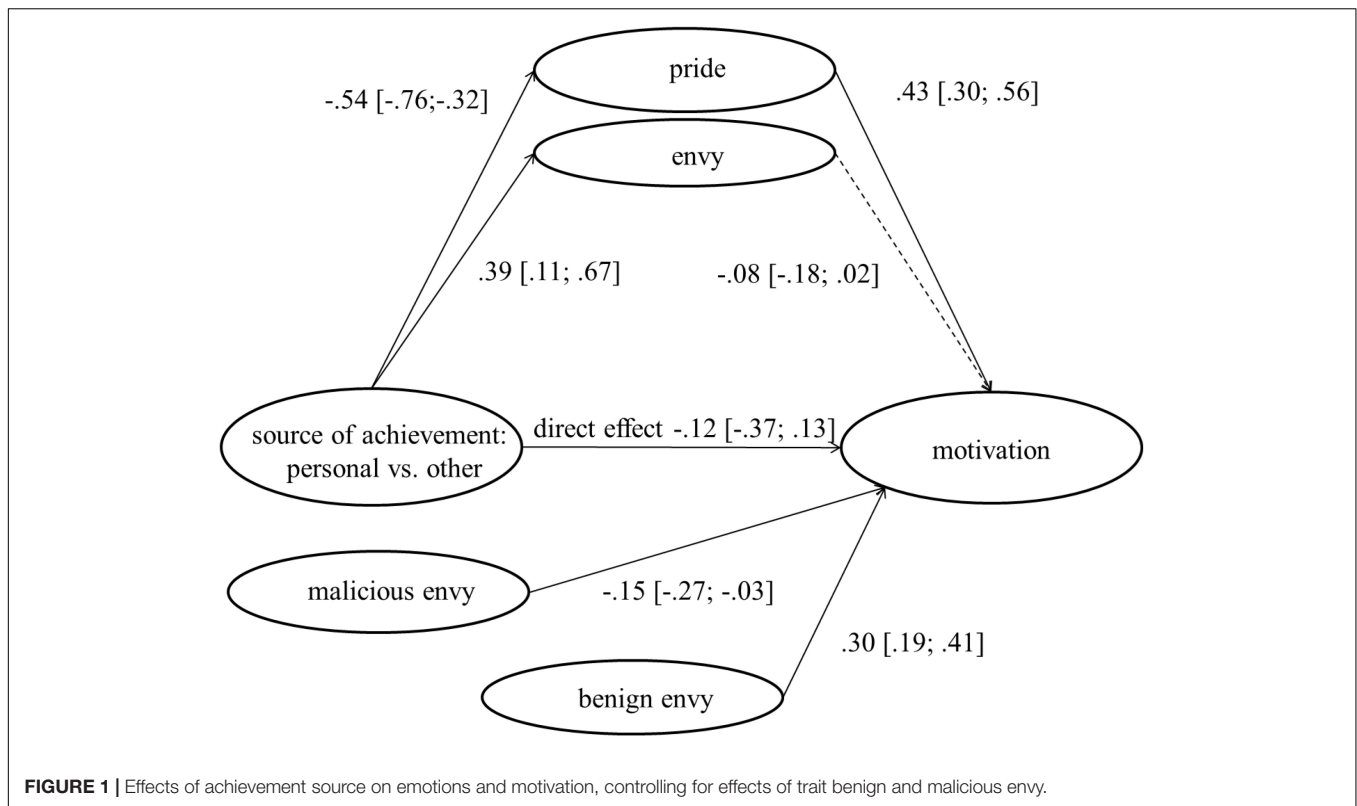 pride
-.54 [-.76;-.32]
.43 [.30; .56]
envy
.39 [.11; .67]
-.08 [-.18; .02]
source of achievement:
personal vs. other
direct effect -.12 [-.37; .13]
motivation
malicious envy
-.15 [-.27; -.03]
.30 [.19; .41]
benign envy
FIGURE 1 | Effects of achievement source on emotions and motivation, controlling for effects of trait benign and malicious envy.